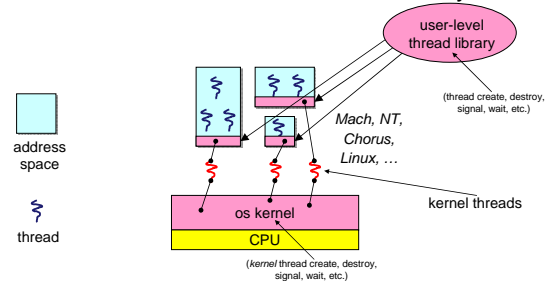 user-level
thread library
(thread create, destroy,
signal, wait, etc.)
Mach, NT,
Chorus,
Linux, …
address
space
thread
kernel threads
os kernel
CPU
(kernel thread create, destroy,
signal, wait, etc.)